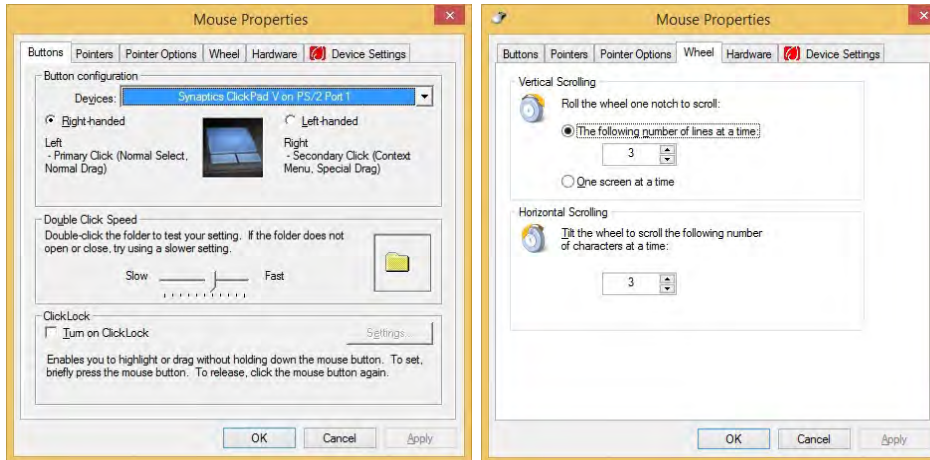 Mouse Properties
Buttons Pointers Pointer Options Wheel Hardware Device Settings
Button configuration
Devices: Synaptics ClickPad V on PS/2 Port 1
Right-handed Left-handed
Left
- Primary Click (Normal Select,
Normal Drag)
Right
- Secondary Click (Context
Menu, Special Drag)
Double Click Speed
Double-click the folder to test your setting. If the folder does not
open or close, try using a slower setting.
Slow Fast
ClickLock
Turn on ClickLock Settings...
Enables you to highlight or drag without holding down the mouse button. To set,
briefly press the mouse button. To release, click the mouse button again.
OK Cancel Apply
Mouse Properties
Buttons Pointers Pointer Options Wheel Hardware Device Settings
Vertical Scrolling
Roll the wheel one notch to scroll:
The following number of lines at a time:
3
One screen at a time
Horizontal Scrolling
Tilt the wheel to scroll the following number
of characters at a time:
3
OK Cancel Apply